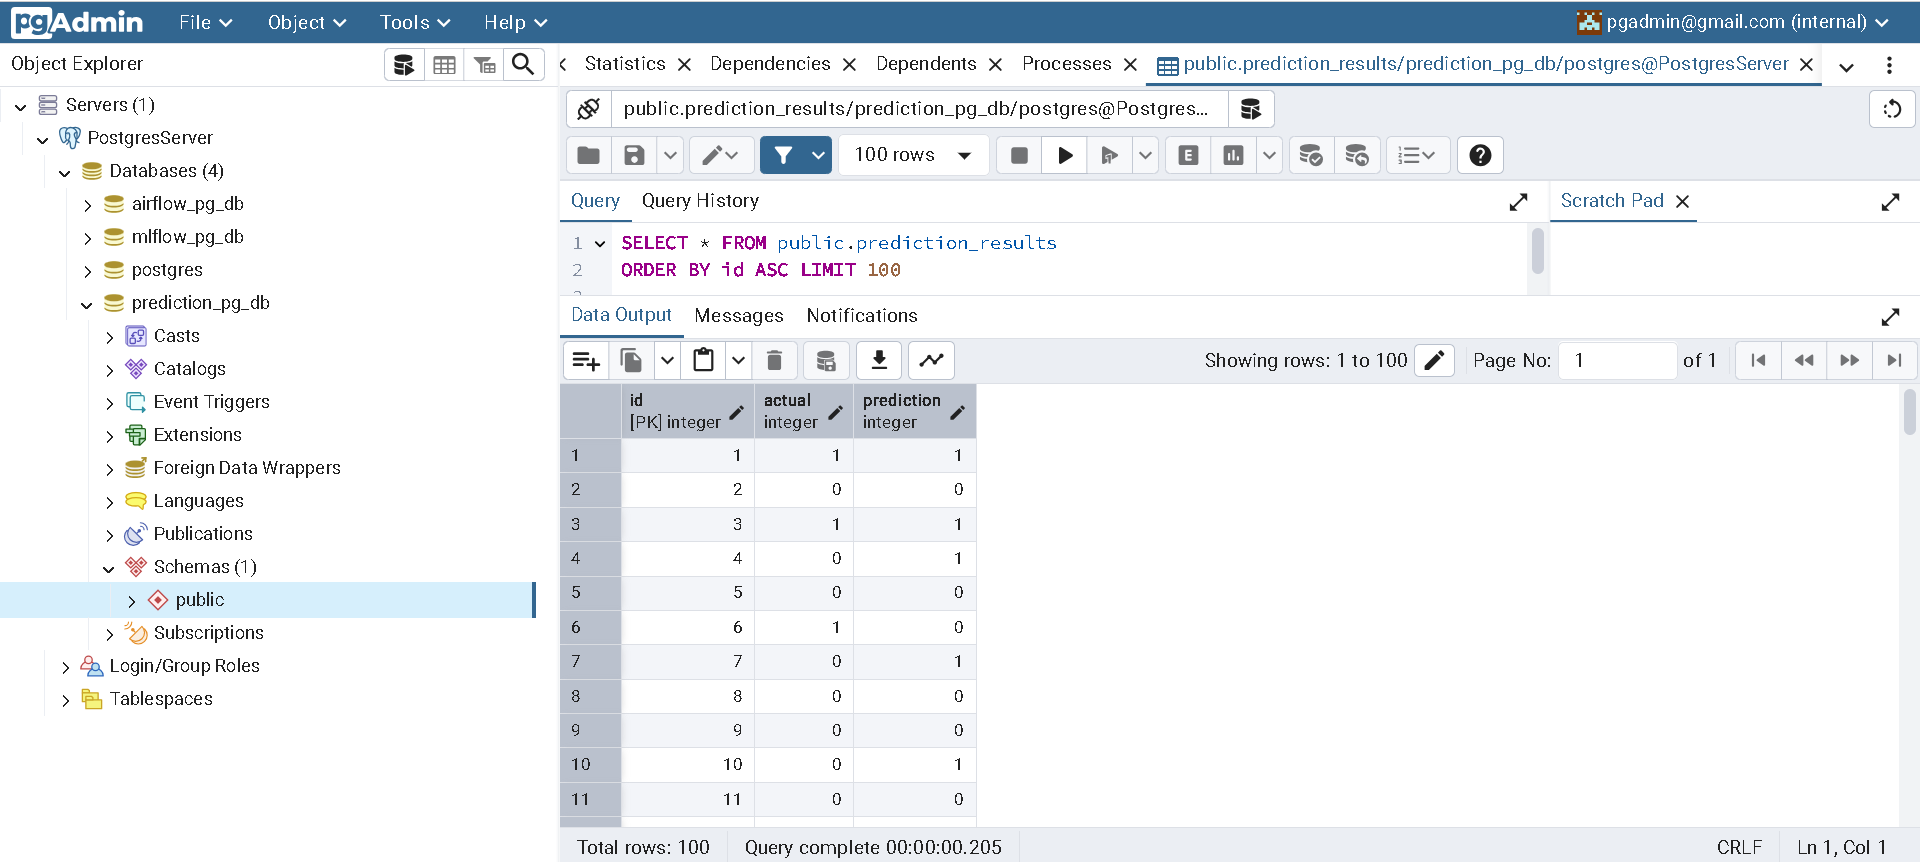 pgAdmin File Object Tools Help pgadmin@gmail.com (internal)
Object Explorer
Statistics Dependencies Dependents Processes public.prediction_results/prediction_pg_db/postgres@PostgresServer
Servers (1)
PostgresServer
Databases (4)
airflow_pg_db
mlflow_pg_db
postgres
prediction_pg_db
Casts
Catalogs
Event Triggers
Extensions
Foreign Data Wrappers
Languages
Publications
Schemas (1)
public
Subscriptions
Login/Group Roles
Tablespaces
public.prediction_results/prediction_pg_db/postgres@Postgres...
100 rows E
Query Query History Scratch Pad
1 SELECT * FROM public.prediction_results
2 ORDER BY id ASC LIMIT 100
Data Output Messages Notifications
Showing rows: 1 to 100 Page No: 1 of 1
id actual prediction
[PK] integer integer integer
1 1 1 1
2 2 0 0
3 3 1 1
4 4 0 1
5 5 0 0
6 6 1 0
7 7 0 1
8 8 0 0
9 9 0 0
10 10 0 1
11 11 0 0
Total rows: 100 Query complete 00:00:00.205 CRLF Ln 1, Col 1